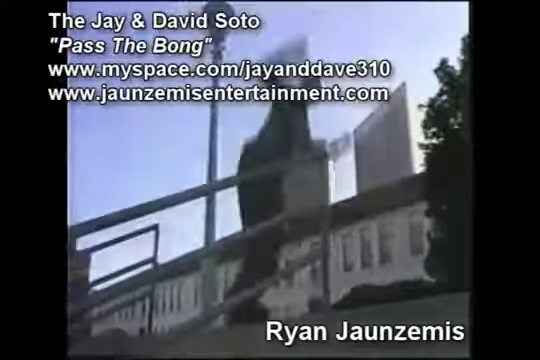 The Jay & David Soto
"Pass The Bong"
www.myspace.com/jayanddave310
www.jaunzemisentertainment.com
Ryan Jaunzemis